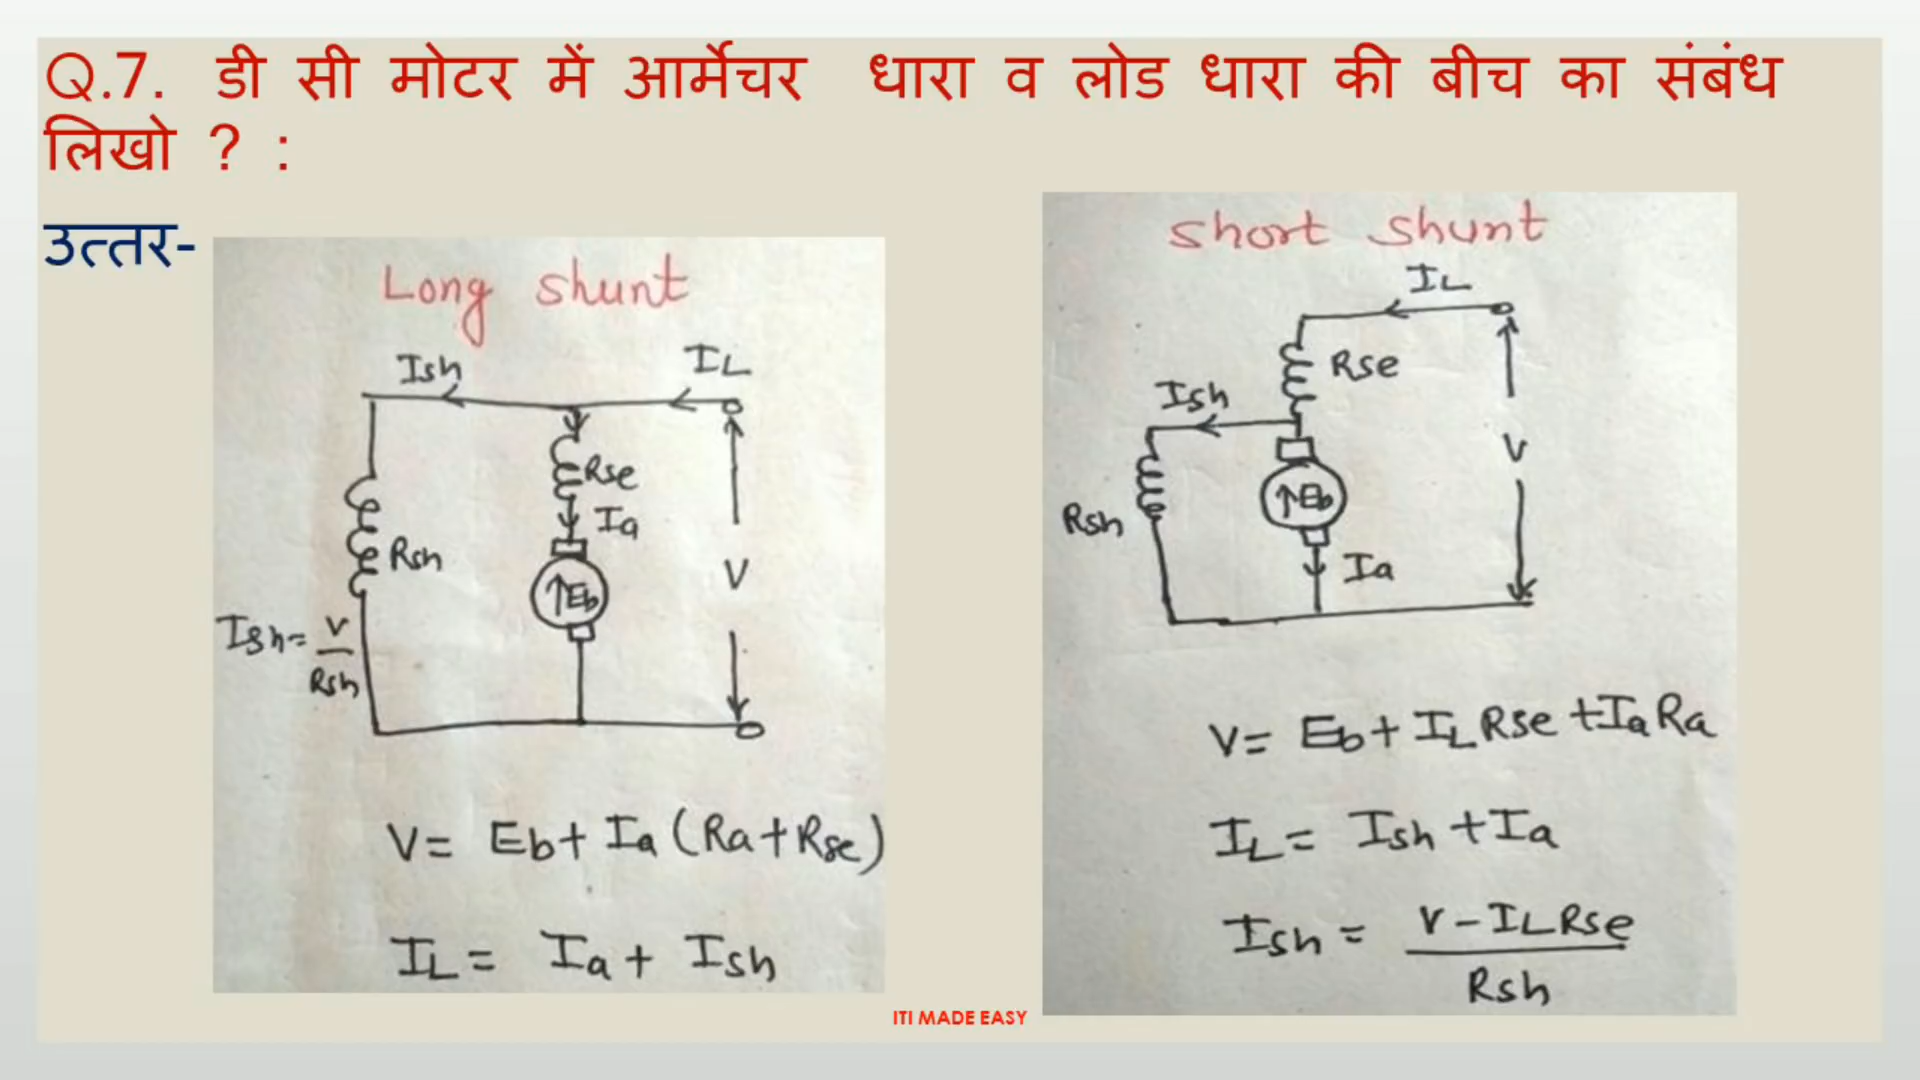 Q.7. डी सी मोटर में आर्मेचर धारा व लोड धारा की बीच का संबंध
लिखो ? :
उत्तर-
Long shunt
Ish
IL
Rse
Ia
Rsh
Eb
V
Ish = V / Rsh
V = Eb + Ia (Ra + Rse)
IL = Ia + Ish
Short shunt
IL
Rse
Ish
V
Eb
Rsh
Ia
V = Eb + IL Rse + Ia Ra
IL = Ish + Ia
Ish = V - IL Rse / Rsh
ITI MADE EASY